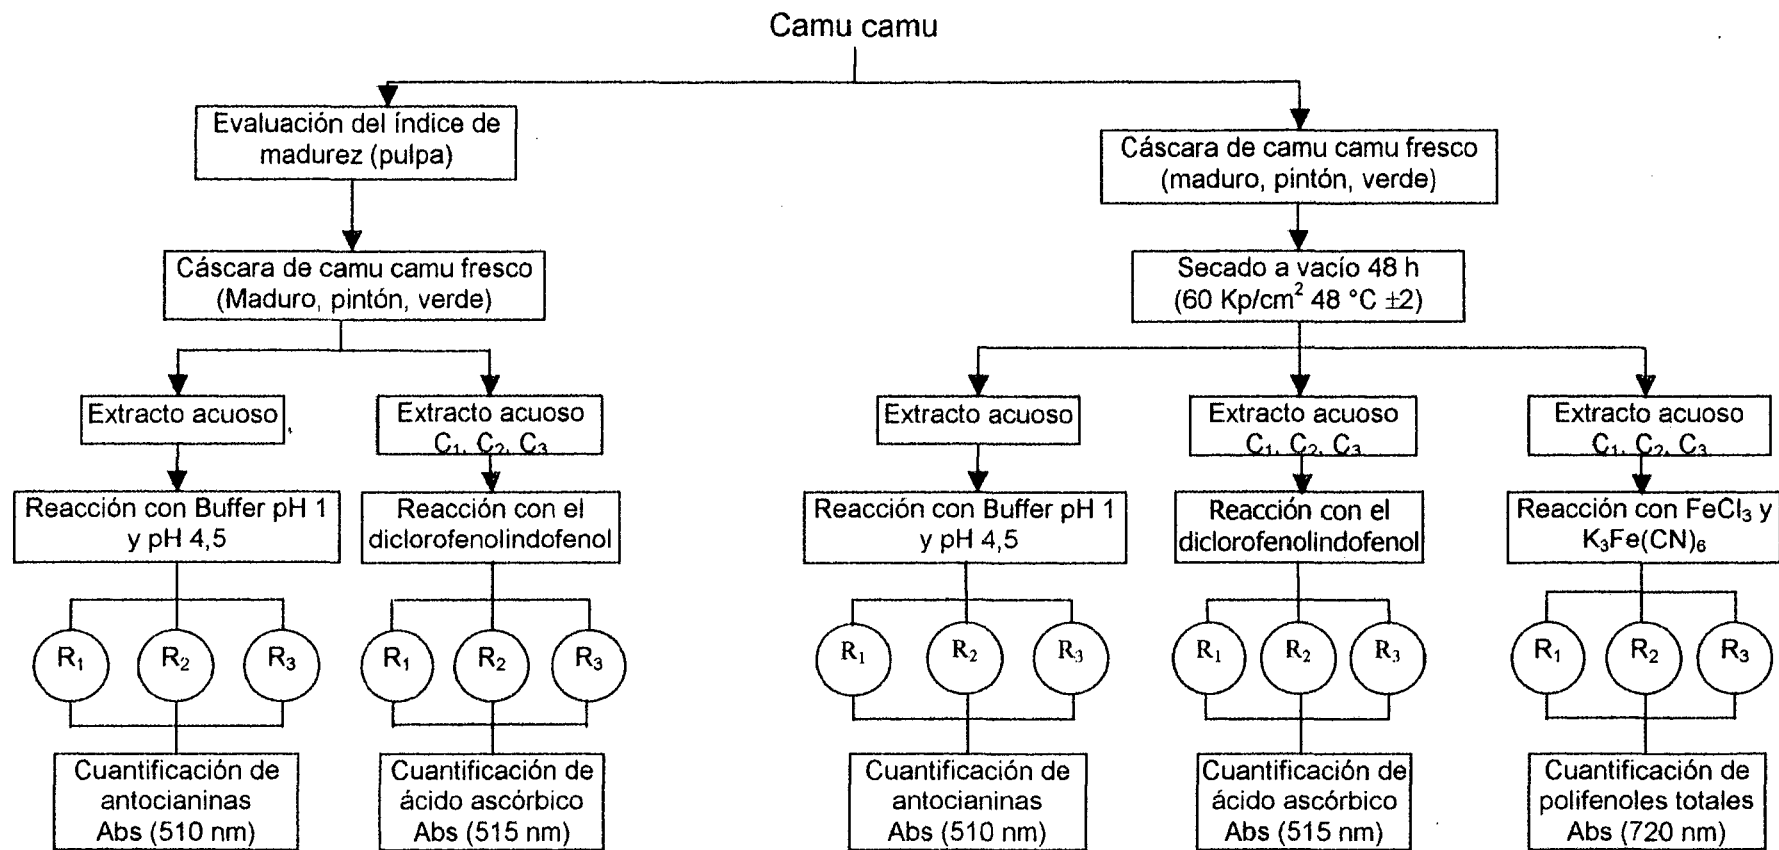 Camu camu
Evaluación del índice de
madurez (pulpa)
Cáscara de camu camu fresco
(Maduro, pintón, verde)
Extracto acuoso
Reacción con Buffer pH 1
y pH 4,5
R₁
R₂
R₃
Cuantificación de
antocianinas
Abs (510 nm)
Extracto acuoso
C₁, C₂, C₃
Reacción con el
diclorofenolindofenol
R₁
R₂
R₃
Cuantificación de
ácido ascórbico
Abs (515 nm)
Cáscara de camu camu fresco
(maduro, pintón, verde)
Secado a vacío 48 h
(60 Kp/cm² 48 °C ±2)
Extracto acuoso
Reacción con Buffer pH 1
y pH 4,5
R₁
R₂
R₃
Cuantificación de
antocianinas
Abs (510 nm)
Extracto acuoso
C₁, C₂, C₃
Reacción con el
diclorofenolindofenol
R₁
R₂
R₃
Cuantificación de
ácido ascórbico
Abs (515 nm)
Extracto acuoso
C₁, C₂, C₃
Reacción con FeCl₃ y
K₃Fe(CN)₆
R₁
R₂
R₃
Cuantificación de
polifenoles totales
Abs (720 nm)